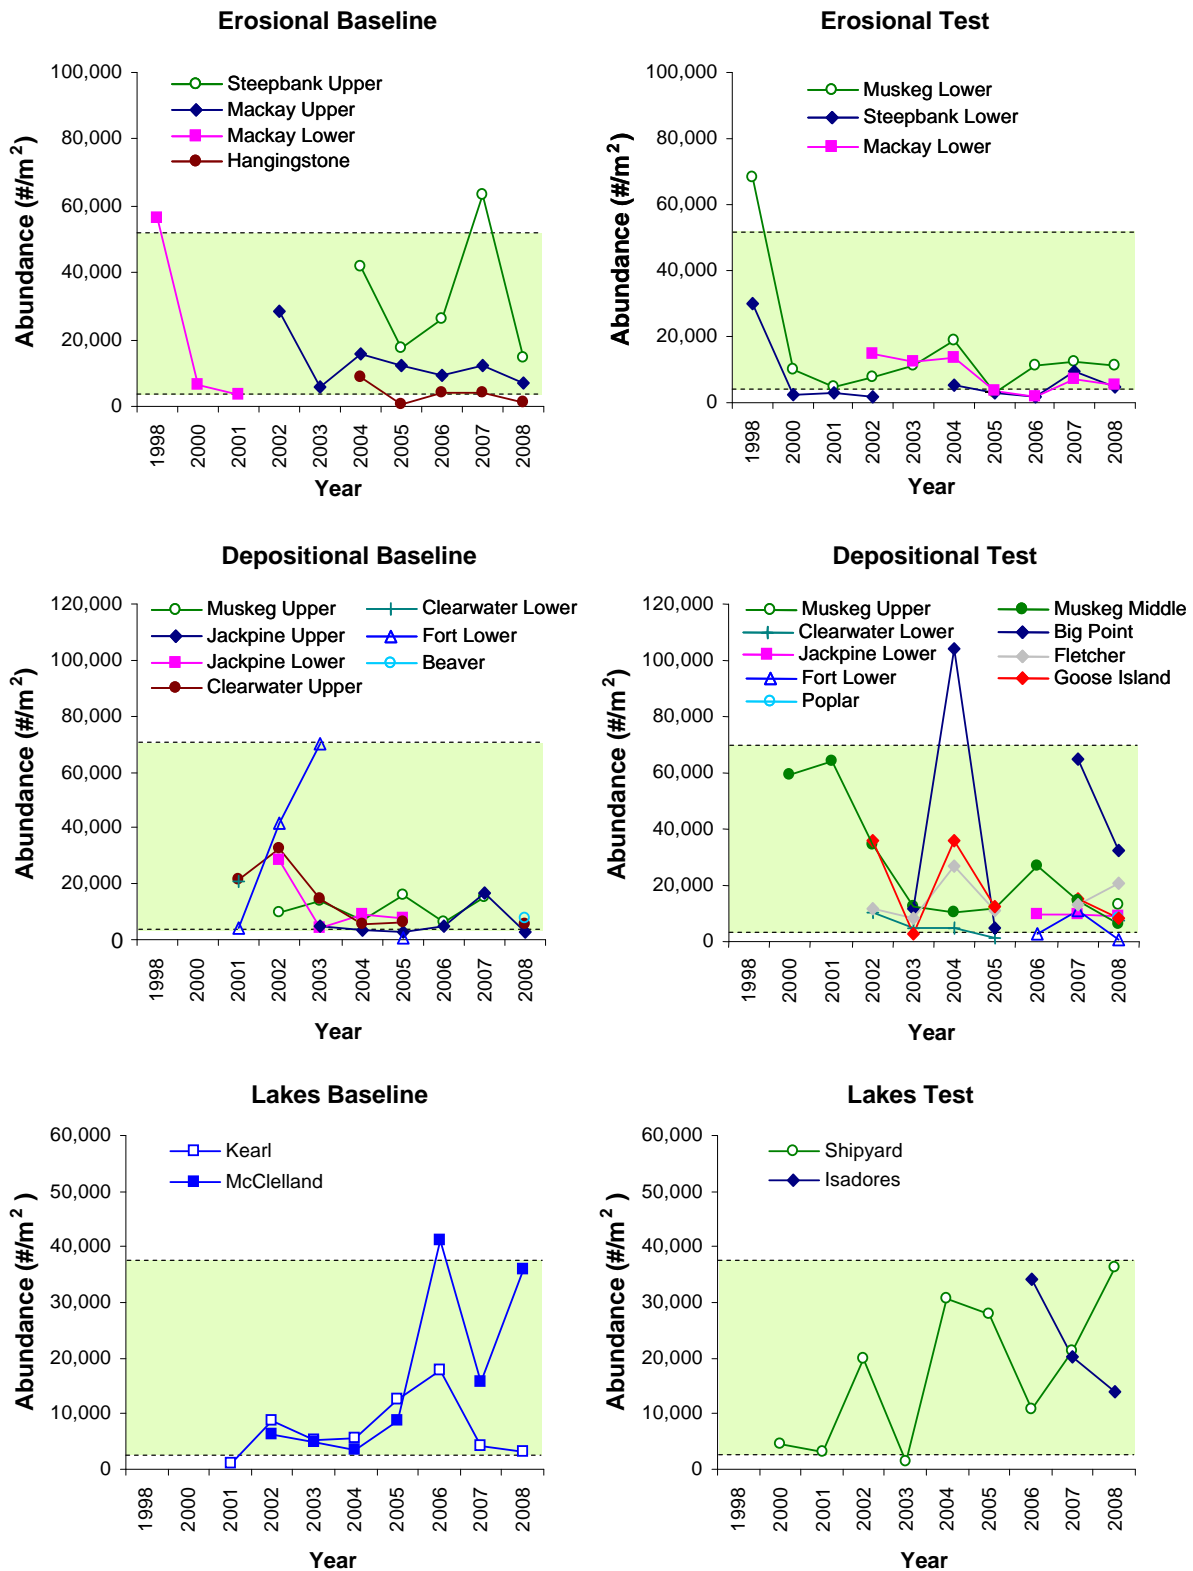 Erosional Baseline
Abundance (#/m²)
100,000
80,000
60,000
40,000
20,000
0
Steepbank Upper
Mackay Upper
Mackay Lower
Hangingstone
1998
2000
2001
2002
2003
2004
2005
2006
2007
2008
Year
Erosional Test
Abundance (#/m²)
100,000
80,000
60,000
40,000
20,000
0
Muskeg Lower
Steepbank Lower
Mackay Lower
1998
2000
2001
2002
2003
2004
2005
2006
2007
2008
Year
Depositional Baseline
Abundance (#/m²)
120,000
100,000
80,000
60,000
40,000
20,000
0
Muskeg Upper
Jackpine Upper
Jackpine Lower
Clearwater Upper
Clearwater Lower
Fort Lower
Beaver
1998
2000
2001
2002
2003
2004
2005
2006
2007
2008
Year
Depositional Test
Abundance (#/m²)
120,000
100,000
80,000
60,000
40,000
20,000
0
Muskeg Upper
Clearwater Lower
Jackpine Lower
Fort Lower
Poplar
Muskeg Middle
Big Point
Fletcher
Goose Island
1998
2000
2001
2002
2003
2004
2005
2006
2007
2008
Year
Lakes Baseline
Abundance (#/m²)
60,000
50,000
40,000
30,000
20,000
10,000
0
Kearl
McClelland
1998
2000
2001
2002
2003
2004
2005
2006
2007
2008
Year
Lakes Test
Abundance (#/m²)
60,000
50,000
40,000
30,000
20,000
10,000
0
Shipyard
Isadores
1998
2000
2001
2002
2003
2004
2005
2006
2007
2008
Year